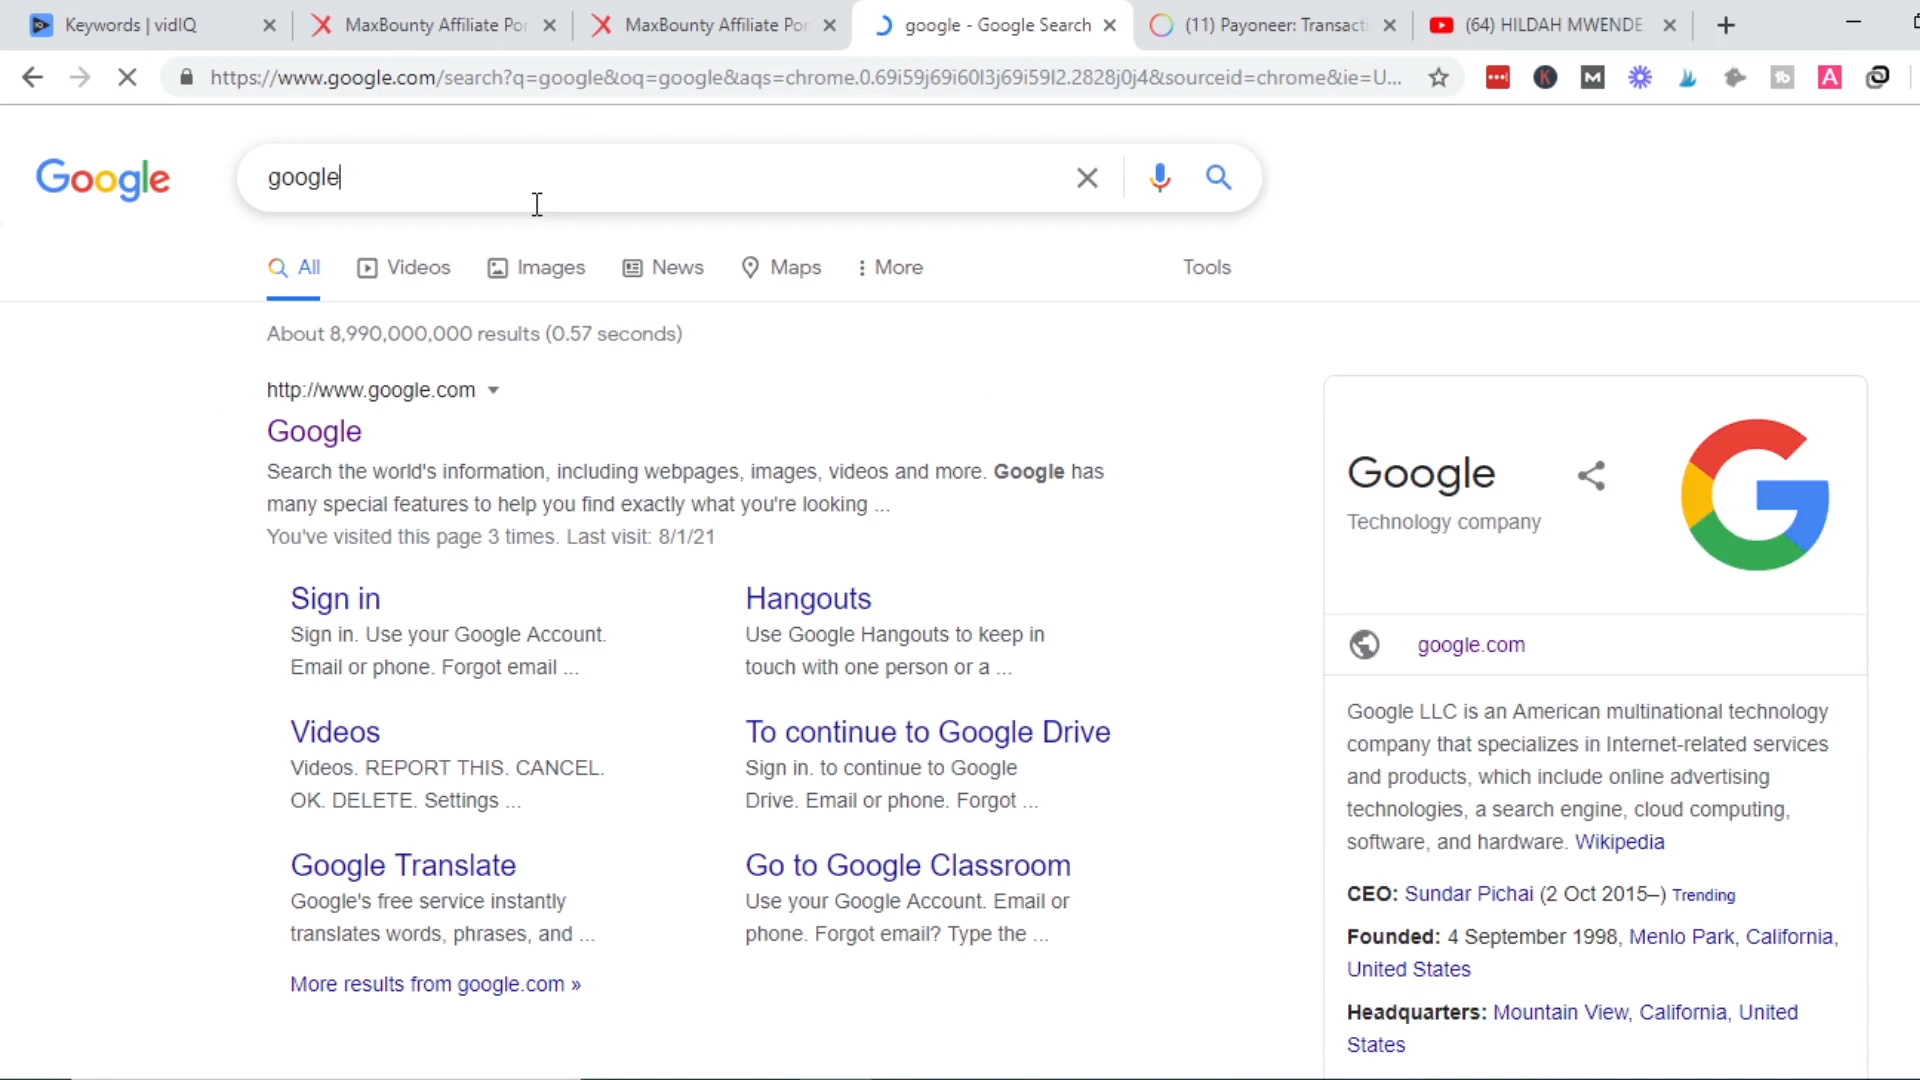 Keywords | vidIQ
MaxBounty Affiliate Por
MaxBounty Affiliate Por
google - Google Search
(11) Payoneer: Transacti
(64) HILDAH MWENDE
https://www.google.com/search?q=google&oq=google&aqs=chrome.0.69i59j69i60l3j69i59l2.2828j0j4&sourceid=chrome&ie=U...
Google
google
All
Videos
Images
News
Maps
More
Tools
About 8,990,000,000 results (0.57 seconds)
http://www.google.com
Google
Search the world's information, including webpages, images, videos and more. Google has
many special features to help you find exactly what you're looking ...
You've visited this page 3 times. Last visit: 8/1/21
Sign in
Sign in. Use your Google Account.
Email or phone. Forgot email ...
Hangouts
Use Google Hangouts to keep in
touch with one person or a ...
Videos
Videos. REPORT THIS. CANCEL.
OK. DELETE. Settings ...
To continue to Google Drive
Sign in. to continue to Google
Drive. Email or phone. Forgot ...
Google Translate
Google's free service instantly
translates words, phrases, and ...
Go to Google Classroom
Use your Google Account. Email or
phone. Forgot email? Type the ...
More results from google.com »
Google
Technology company
google.com
Google LLC is an American multinational technology
company that specializes in Internet-related services
and products, which include online advertising
technologies, a search engine, cloud computing,
software, and hardware. Wikipedia
CEO: Sundar Pichai (2 Oct 2015–) Trending
Founded: 4 September 1998, Menlo Park, California,
United States
Headquarters: Mountain View, California, United
States